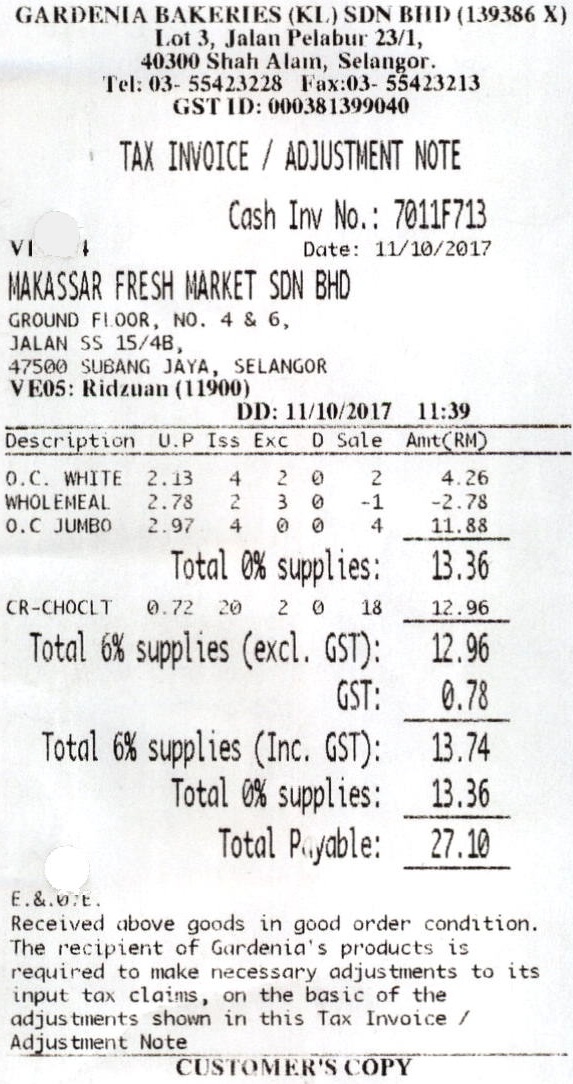 GARDENIA BAKERIES (KL) SDN BHD (139386 X)
Lot 3, Jalan Pelabur 23/1,
40300 Shah Alam, Selangor.
Tel: 03- 55423228 Fax:03- 55423213
GST ID: 000381399040
TAX INVOICE / ADJUSTMENT NOTE
Cash Inv No.: 7011F713
Date: 11/10/2017
MAKASSAR FRESH MARKET SDN BHD
GROUND FLOOR, NO. 4 & 6,
JALAN SS 15/4B,
47500 SUBANG JAYA, SELANGOR
VE05: Ridzuan (11900)
DD: 11/10/2017 11:39
Description U.P Iss Exc D Sale Amt(RM)
O.C. WHITE 2.13 4 2 0 2 4.26
WHOLEMEAL 2.78 2 3 0 -1 -2.78
O.C JUMBO 2.97 4 0 0 4 11.88
Total 0% supplies: 13.36
CR-CHOCLT 0.72 20 2 0 18 12.96
Total 6% supplies (excl. GST): 12.96
GST: 0.78
Total 6% supplies (Inc. GST): 13.74
Total 0% supplies: 13.36
Total Payable: 27.10
E.&.O.E.
Received above goods in good order condition.
The recipient of Gardenia's products is
required to make necessary adjustments to its
input tax claims, on the basic of the
adjustments shown in this Tax Invoice /
Adjustment Note
CUSTOMER'S COPY